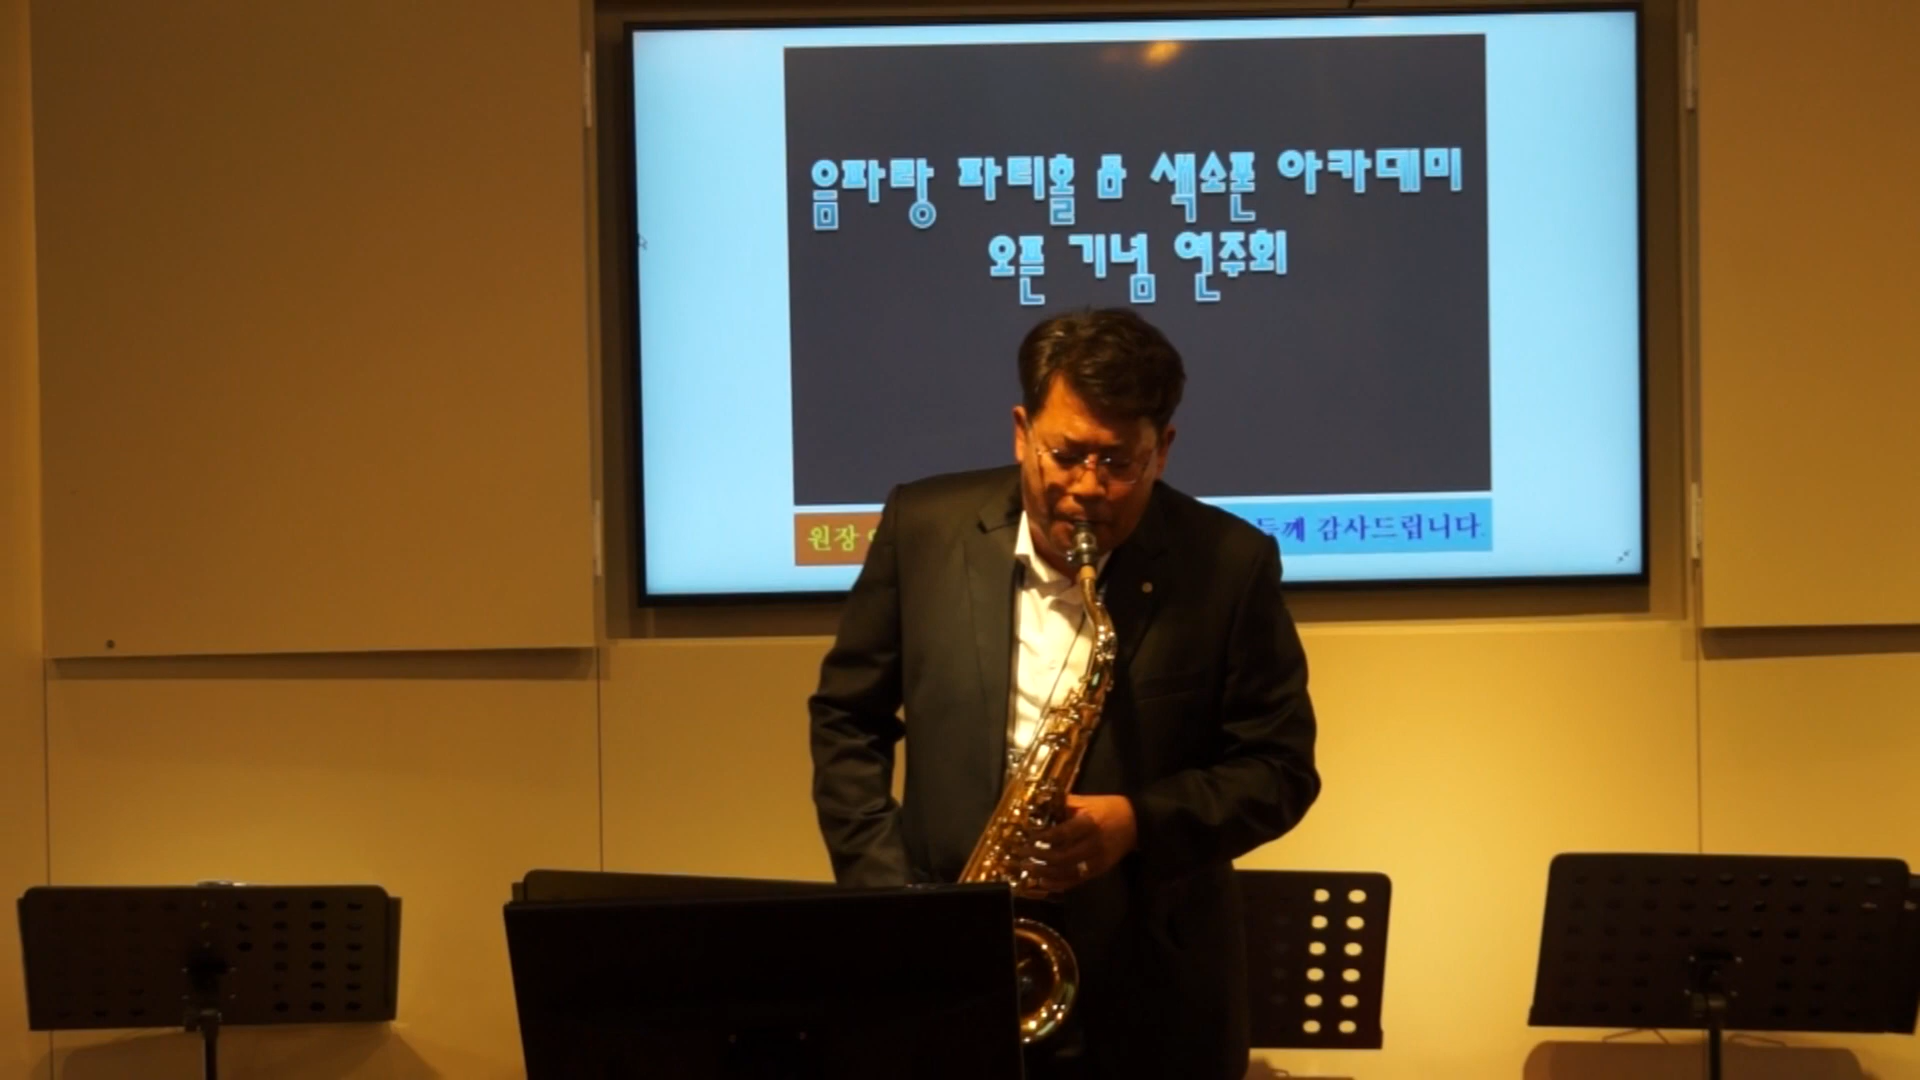 음파랑 파티홀 & 색소폰 아카데미
오픈 기념 연주회
원장 께 감사드립니다.